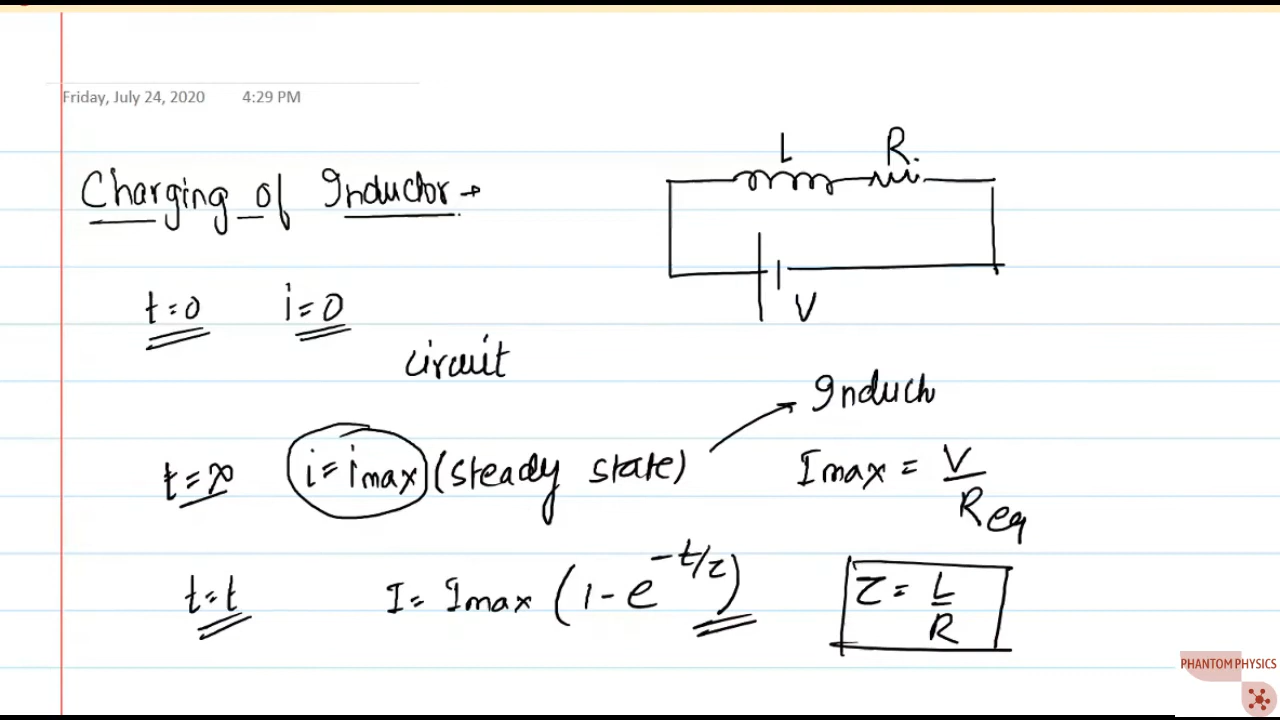 Friday, July 24, 2020 4:29 PM
L R.
Charging of Inductor →
V
t=0 i=0
circuit
Induch
t=∞ i=imax (steady state) Imax = V/Req
t=t I= Imax (1-e^-t/τ) τ = L/R
PHANTOM PHYSICS